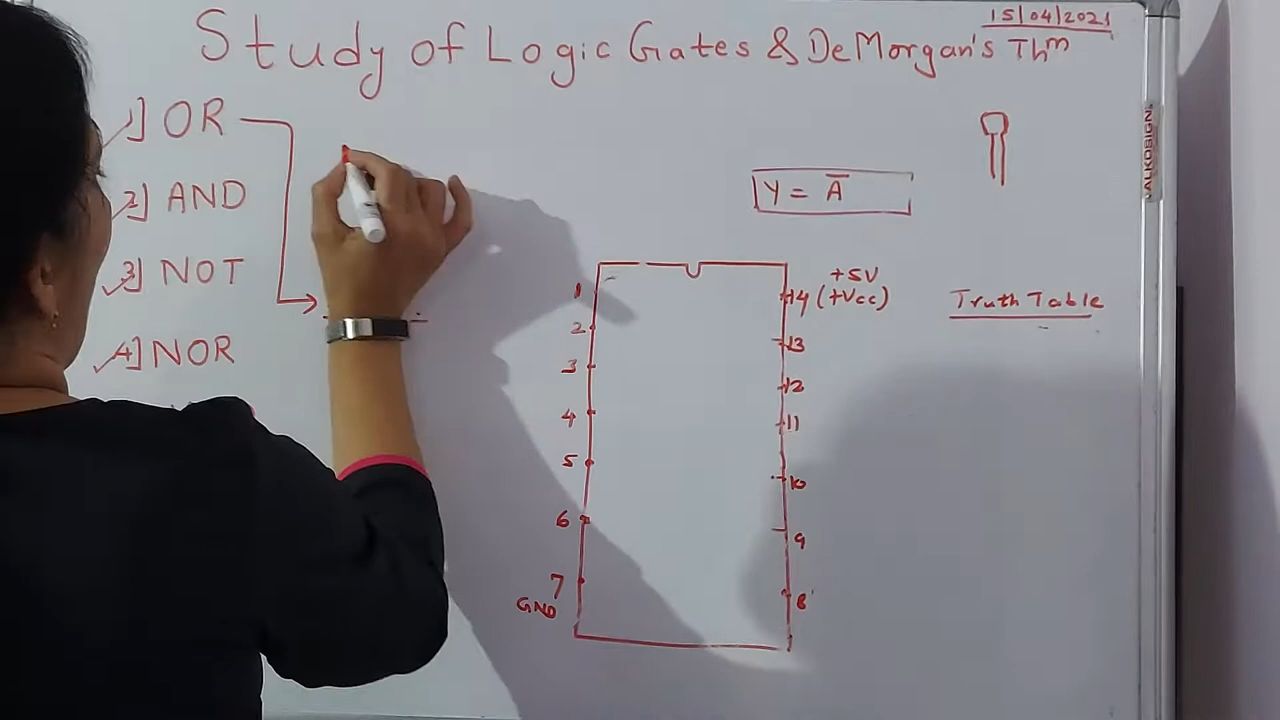 15/04/2021
Study of Logic Gates & DeMorgan's Thm
1] OR
2] AND
3] NOT
4] NOR
Y = A̅
ALKOSIGN
1
2
3
4
5
6
7
GND
+5V
14 (+Vcc)
13
12
11
10
9
8
Truth Table